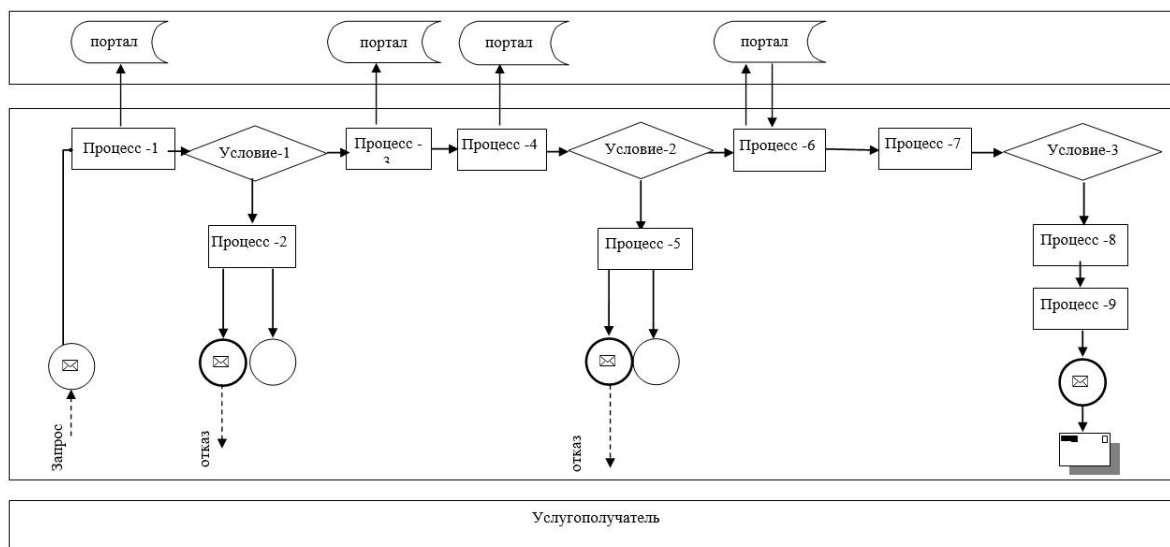 портал
портал
портал
портал
Процесс -1
Условие-1
Процесс -
3
Процесс -4
Условие-2
Процесс -6
Процесс -7
Условие-3
Процесс -2
Процесс -5
Процесс -8
Процесс -9
Запрос
отказ
отказ
Услугополучатель